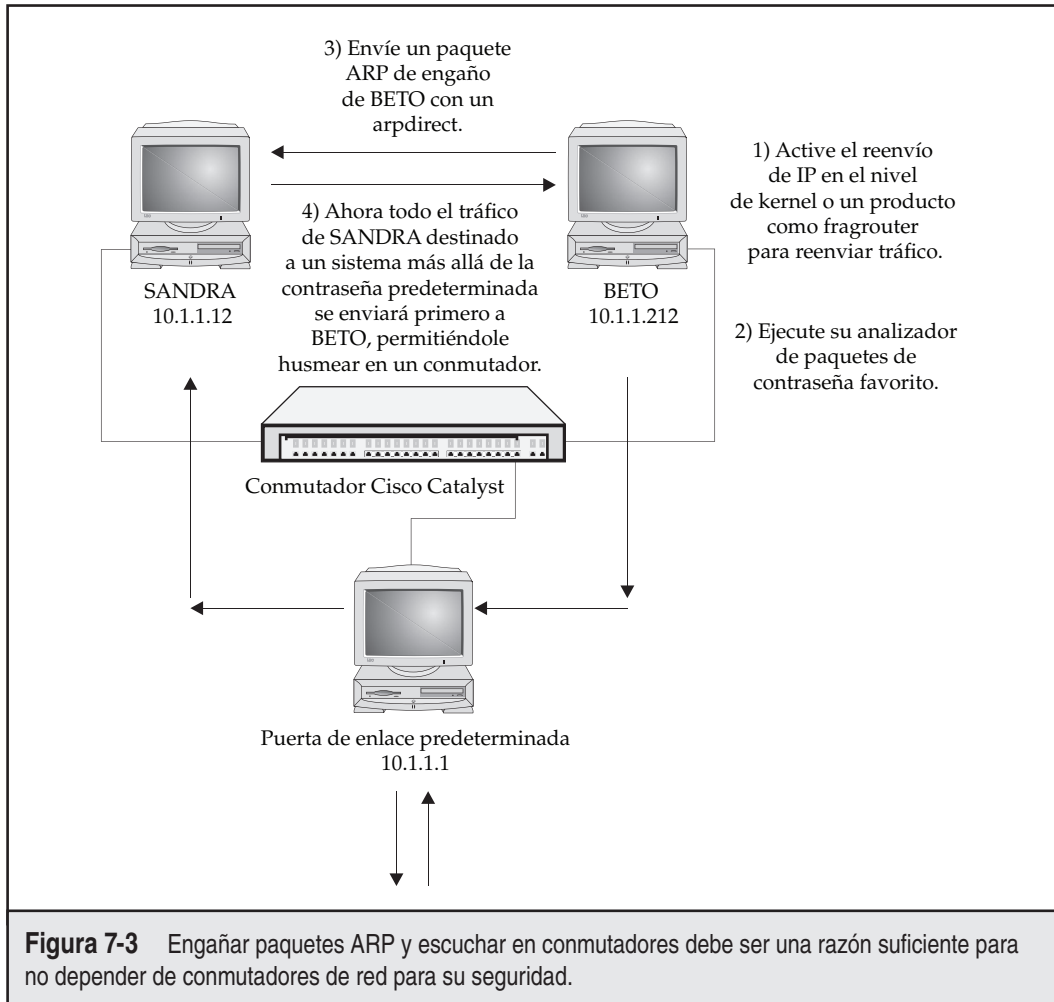 3) Envíe un paquete
ARP de engaño
de BETO con un
arpdirect.
1) Active el reenvío
de IP en el nivel
de kernel o un producto
como fragrouter
para reenviar tráfico.
4) Ahora todo el tráfico
de SANDRA destinado
a un sistema más allá de la
contraseña predeterminada
se enviará primero a
BETO, permitiéndole
husmear en un conmutador.
SANDRA
10.1.1.12
BETO
10.1.1.212
2) Ejecute su analizador
de paquetes de
contraseña favorito.
Conmutador Cisco Catalyst
Puerta de enlace predeterminada
10.1.1.1
Figura 7-3 Engañar paquetes ARP y escuchar en conmutadores debe ser una razón suficiente para
no depender de conmutadores de red para su seguridad.